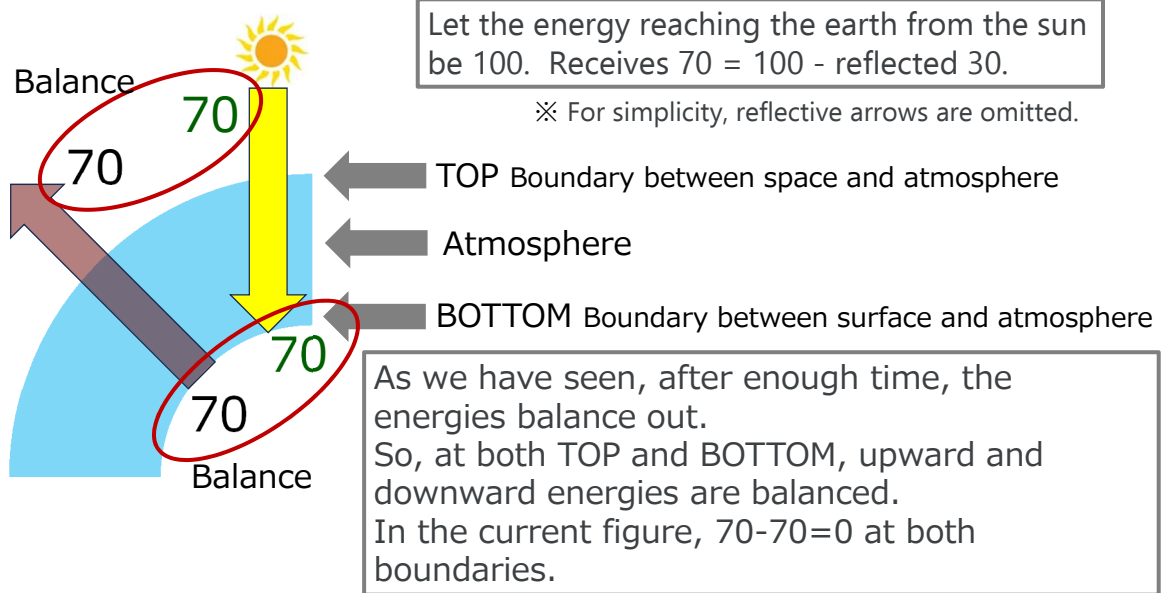 Let the energy reaching the earth from the sun
be 100.  Receives 70 = 100 - reflected 30.
※ For simplicity, reflective arrows are omitted.
Balance
70
70
TOP Boundary between space and atmosphere
Atmosphere
BOTTOM Boundary between surface and atmosphere
70
70
Balance
As we have seen, after enough time, the
energies balance out.
So, at both TOP and BOTTOM, upward and
downward energies are balanced.
In the current figure, 70-70=0 at both
boundaries.